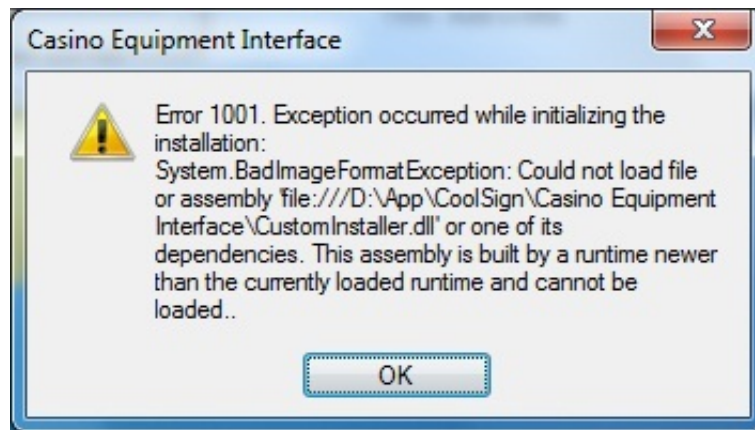 Casino Equipment Interface
Error 1001. Exception occurred while initializing the
installation:
System.BadImageFormatException: Could not load file
or assembly 'file:///D:\App\CoolSign\Casino Equipment
Interface\CustomInstaller.dll' or one of its
dependencies. This assembly is built by a runtime newer
than the currently loaded runtime and cannot be
loaded..
OK